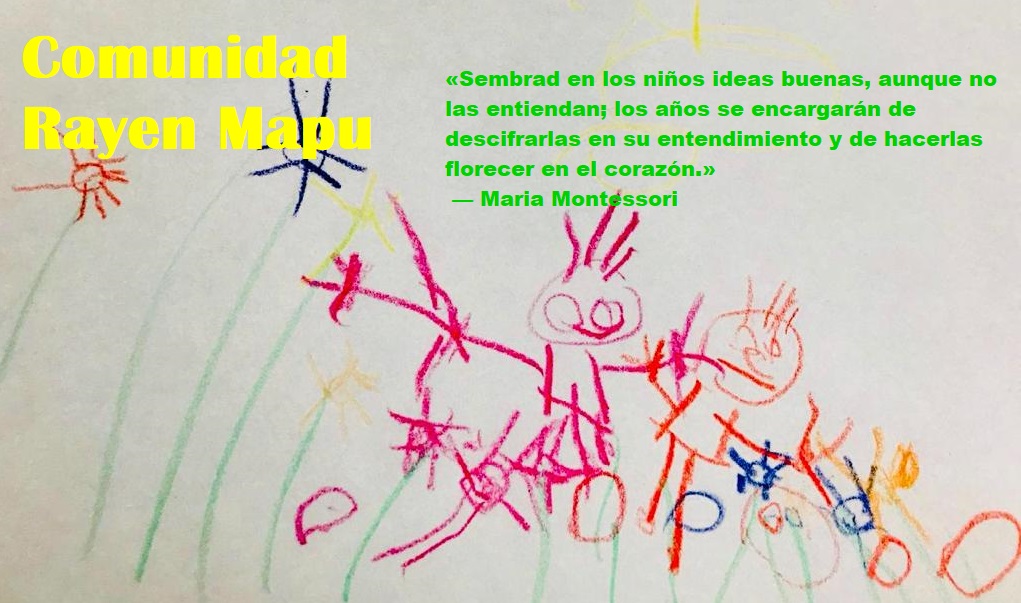 Comunidad
Rayen Mapu
«Sembrad en los niños ideas buenas, aunque no
las entiendan; los años se encargarán de
descifrarlas en su entendimiento y de hacerlas
florecer en el corazón.»
— Maria Montessori